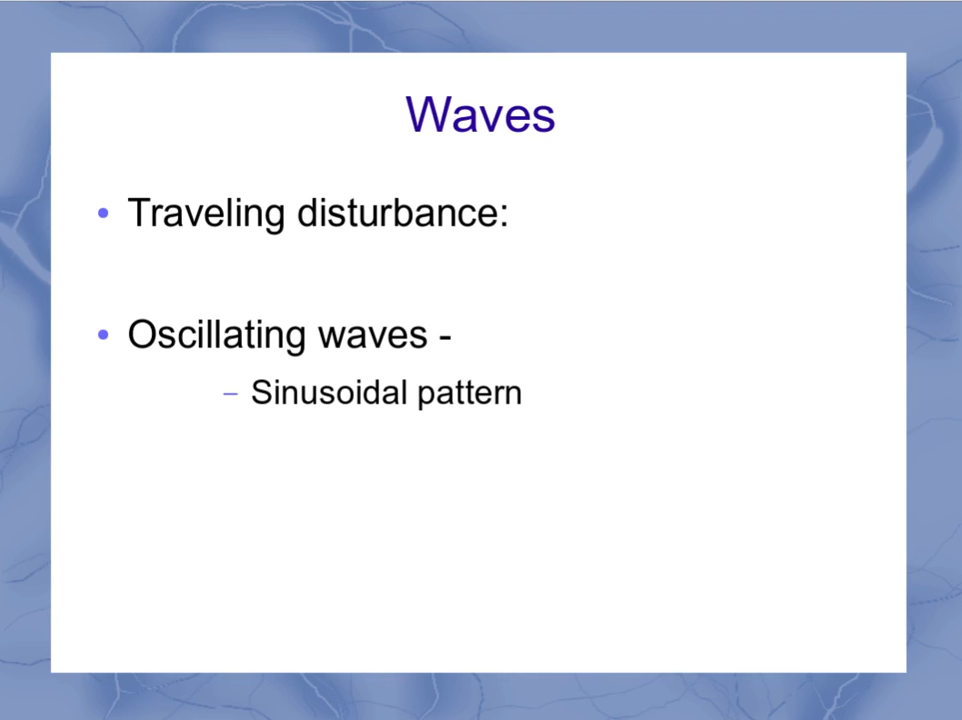 Waves
• Traveling disturbance:
• Oscillating waves -
– Sinusoidal pattern